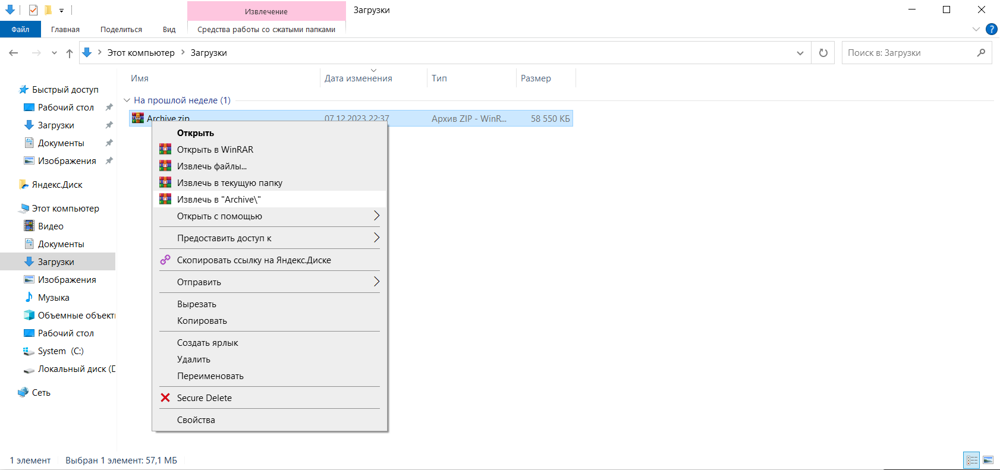 Извлечение
Загрузки
Файл
Главная
Поделиться
Вид
Средства работы со сжатыми папками
?
Этот компьютер
Загрузки
Поиск в: Загрузки
Имя
Дата изменения
Тип
Размер
Быстрый доступ
Рабочий стол
Загрузки
Документы
Изображения
Яндекс.Диск
Этот компьютер
Видео
Документы
Загрузки
Изображения
Музыка
Объемные объект
Рабочий стол
System (C:)
Локальный диск (D
Сеть
На прошлой неделе (1)
Archive.zip
07.12.2023 22:37
Архив ZIP - WinR...
58 550 КБ
Открыть
Открыть в WinRAR
Извлечь файлы...
Извлечь в текущую папку
Извлечь в "Archive\"
Открыть с помощью
Предоставить доступ к
Скопировать ссылку на Яндекс.Диске
Отправить
Вырезать
Копировать
Создать ярлык
Удалить
Переименовать
Secure Delete
Свойства
1 элемент
Выбран 1 элемент: 57,1 МБ